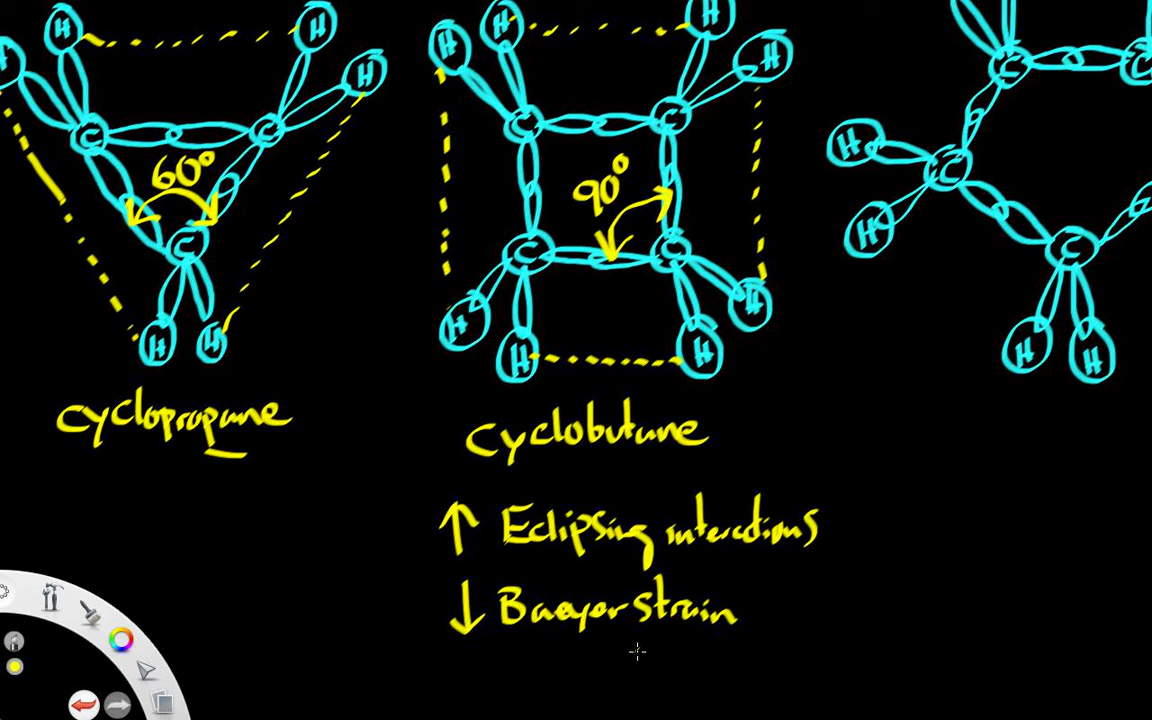 H H H H H H H H
C C C C C C
60°
90°
H
C
H
C C C C
H H
H H H H H H
cyclopropane
cyclobutane
↑ Eclipsing interactions
↓ Baeyer strain